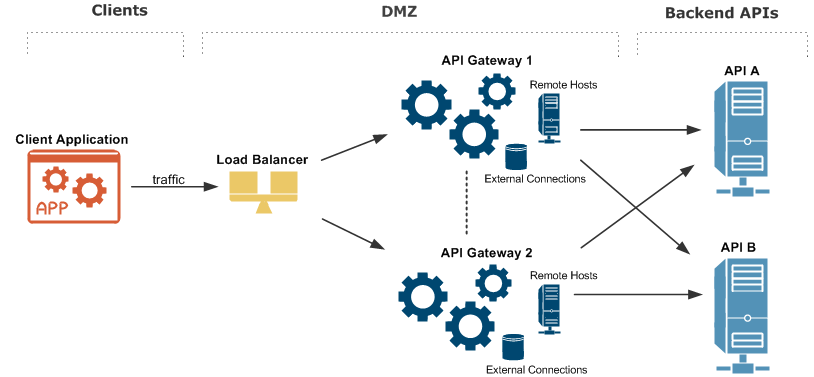 Clients
DMZ
Backend APIs
API Gateway 1
API A
Remote Hosts
Client Application
Load Balancer
traffic
APP
External Connections
API Gateway 2
API B
Remote Hosts
External Connections